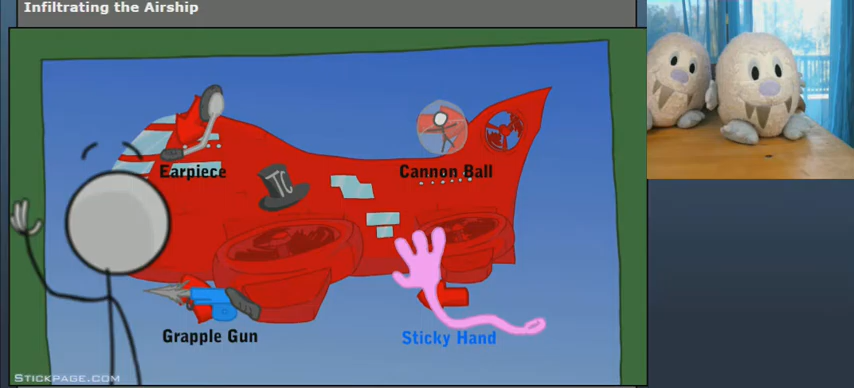 Infiltrating the Airship
Earpiece
Cannon Ball
TC
Grapple Gun
Sticky Hand
STICKPAGE.COM